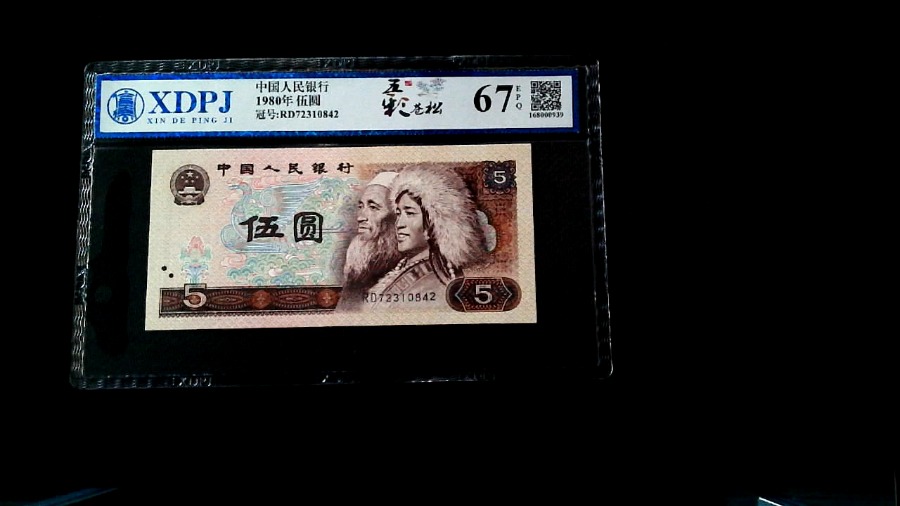 XDPJ
XIN DE PING JI
中国人民银行
1980年 伍圆
冠号:RD72310842
五彩苍松
67 EPQ
168000939
中国人民银行
5
伍圆
5
RD72310842
5
XDPJ